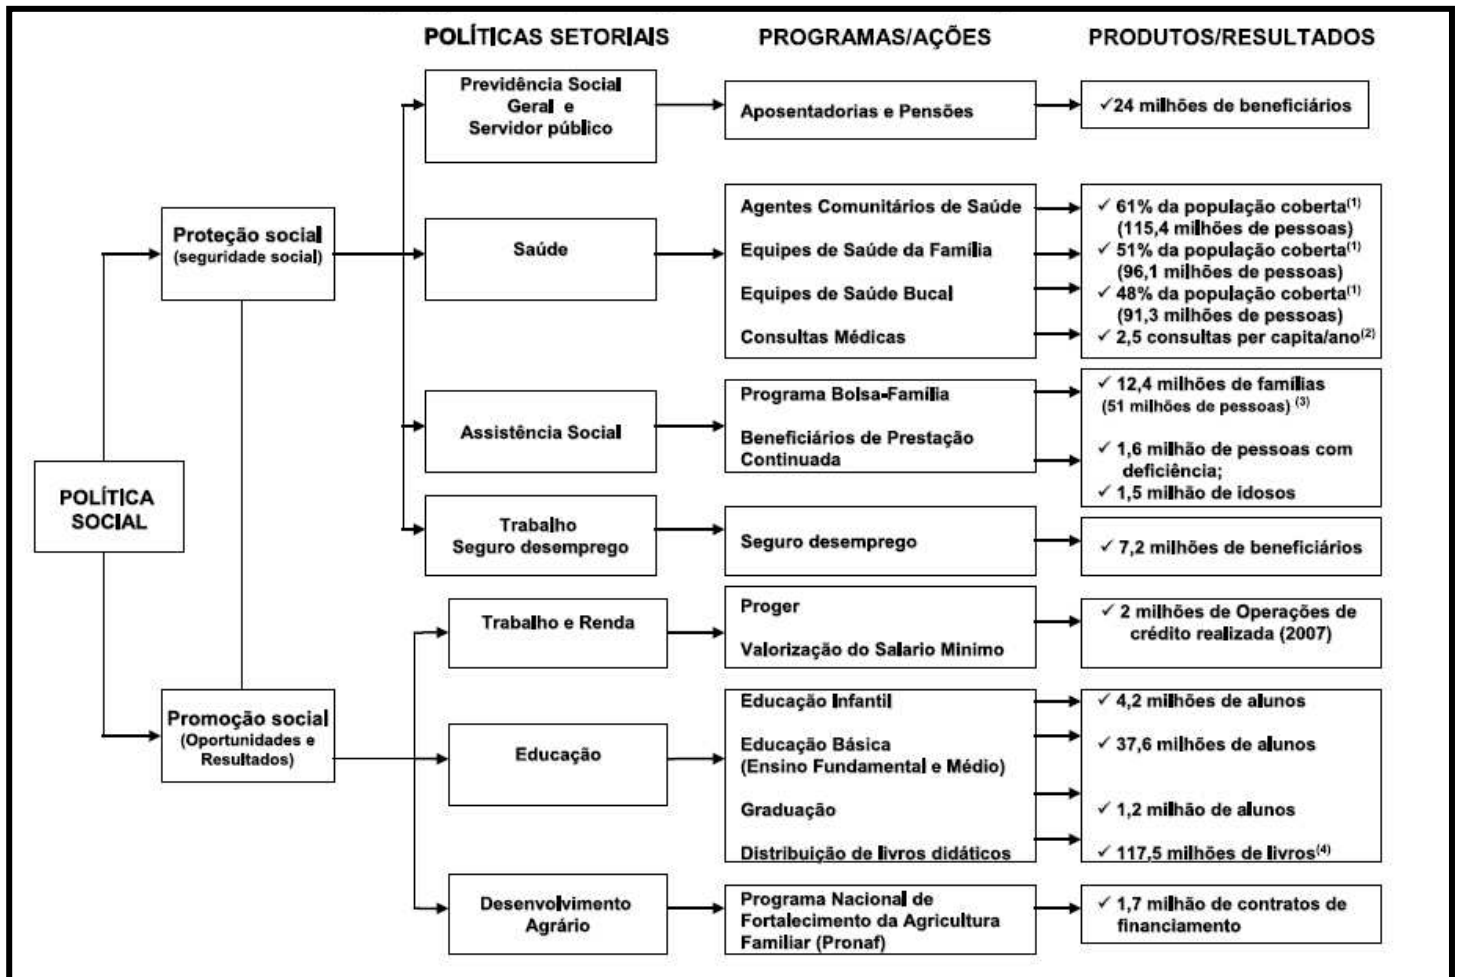 POLÍTICAS SETORIAIS
PROGRAMAS/AÇÕES
PRODUTOS/RESULTADOS
POLÍTICA
SOCIAL
Proteção social
(seguridade social)
Previdência Social
Geral e
Servidor público
Aposentadorias e Pensões
✓24 milhões de beneficiários
Saúde
Agentes Comunitários de Saúde
Equipes de Saúde da Família
Equipes de Saúde Bucal
Consultas Médicas
✓ 61% da população coberta(1)
(115,4 milhões de pessoas)
✓ 51% da população coberta(1)
(96,1 milhões de pessoas)
✓ 48% da população coberta(1)
(91,3 milhões de pessoas)
✓ 2,5 consultas per capita/ano(2)
Assistência Social
Programa Bolsa-Família
Beneficiários de Prestação
Continuada
✓ 12,4 milhões de famílias
(51 milhões de pessoas) (3)
✓ 1,6 milhão de pessoas com
deficiência;
✓ 1,5 milhão de idosos
Trabalho
Seguro desemprego
Seguro desemprego
✓ 7,2 milhões de beneficiários
Promoção social
(Oportunidades e
Resultados)
Trabalho e Renda
Proger
Valorização do Salario Minimo
✓ 2 milhões de Operações de
crédito realizada (2007)
Educação
Educação Infantil
Educação Básica
(Ensino Fundamental e Médio)
Graduação
Distribuição de livros didáticos
✓ 4,2 milhões de alunos
✓ 37,6 milhões de alunos
✓ 1,2 milhão de alunos
✓ 117,5 milhões de livros(4)
Desenvolvimento
Agrário
Programa Nacional de
Fortalecimento da Agricultura
Familiar (Pronaf)
✓ 1,7 milhão de contratos de
financiamento